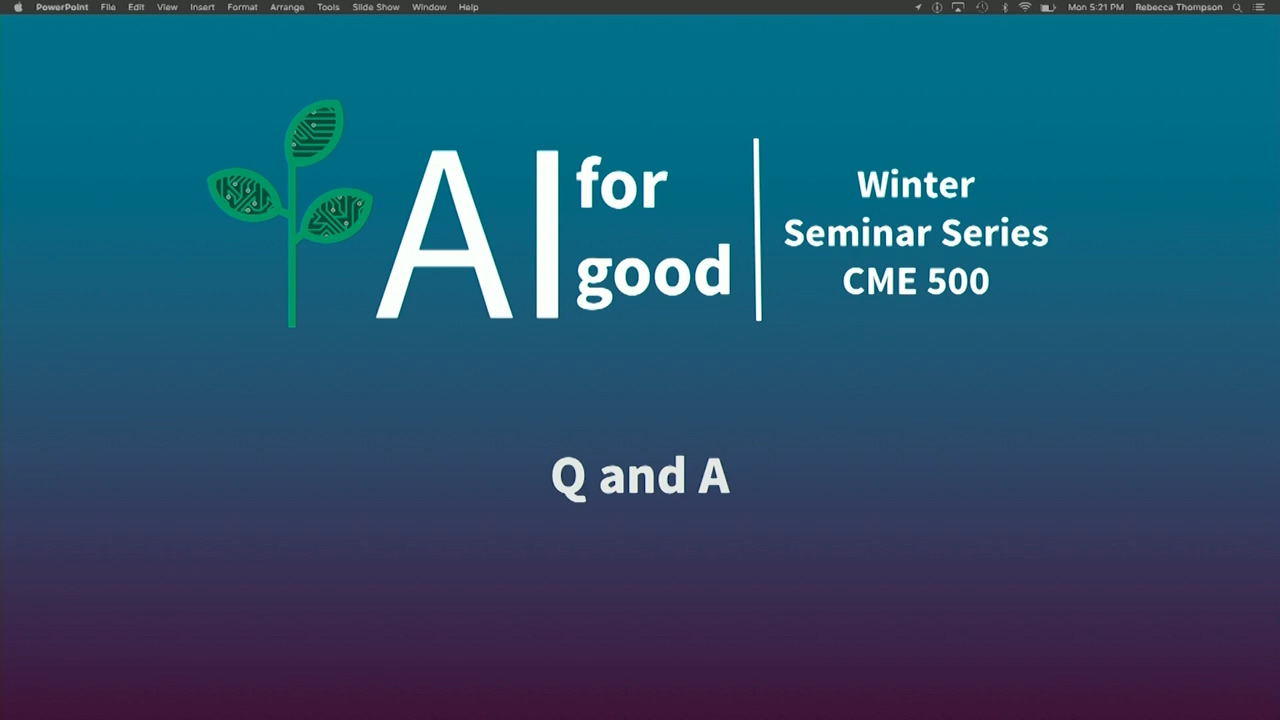 PowerPoint File Edit View Insert Format Arrange Tools Slide Show Window Help Mon 5:21 PM Rebecca Thompson
AI for good
Winter
Seminar Series
CME 500
Q and A